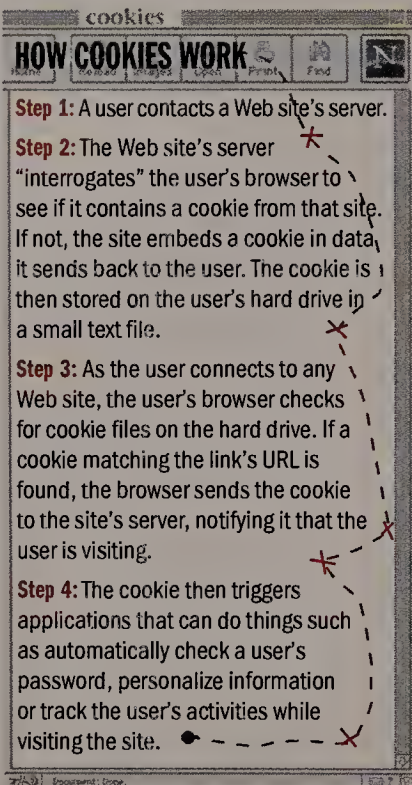 cookies
HOW COOKIES WORK
Print
Find
N
Step 1: A user contacts a Web site's server.
Step 2: The Web site's server
“interrogates” the user's browser to
see if it contains a cookie from that site.
If not, the site embeds a cookie in data
it sends back to the user. The cookie is
then stored on the user's hard drive in
a small text file.
Step 3: As the user connects to any
Web site, the user's browser checks
for cookie files on the hard drive. If a
cookie matching the link's URL is
found, the browser sends the cookie
to the site's server, notifying it that the
user is visiting.
Step 4: The cookie then triggers
applications that can do things such
as automatically check a user's
password, personalize information
or track the user's activities while
visiting the site.
Document: Done.